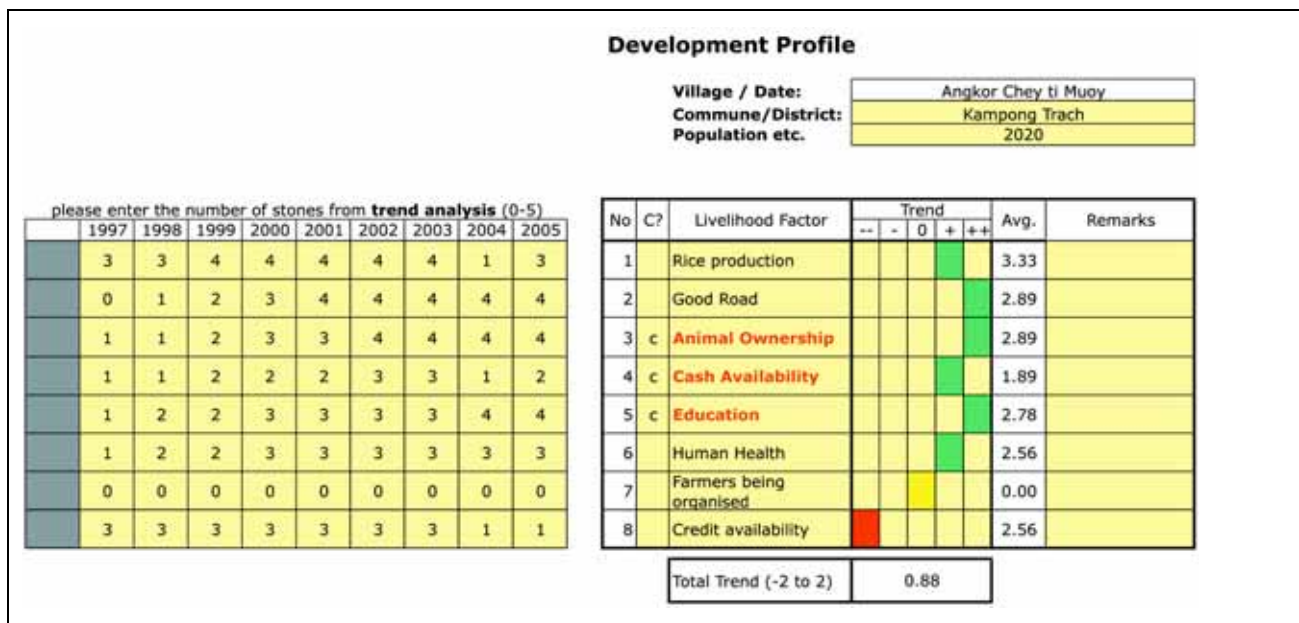 Development Profile
Village / Date: Angkor Chey ti Muoy
Commune/District: Kampong Trach
Population etc. 2020
please enter the number of stones from trend analysis (0-5)
1997 1998 1999 2000 2001 2002 2003 2004 2005
3 3 4 4 4 4 4 1 3
0 1 2 3 4 4 4 4 4
1 1 2 3 3 4 4 4 4
1 1 2 2 2 3 3 1 2
1 2 2 3 3 3 3 4 4
1 2 2 3 3 3 3 3 3
0 0 0 0 0 0 0 0 0
3 3 3 3 3 3 3 1 1
No C? Livelihood Factor Trend Avg. Remarks
-- - 0 + ++
1 Rice production 3.33
2 Good Road 2.89
3 c Animal Ownership 2.89
4 c Cash Availability 1.89
5 c Education 2.78
6 Human Health 2.56
7 Farmers being
organised 0.00
8 Credit availability 2.56
Total Trend (-2 to 2) 0.88